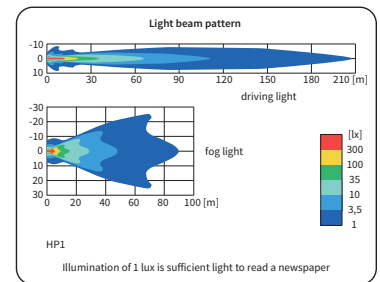 Light beam pattern
-10
0
10
0 30 60 90 120 150 180 210 [m]
driving light
-30
-20
-10
0
10
20
30
0 20 40 60 80 100 [m]
fog light
[lx]
300
100
35
10
3,5
1
HP1
Illumination of 1 lux is sufficient light to read a newspaper